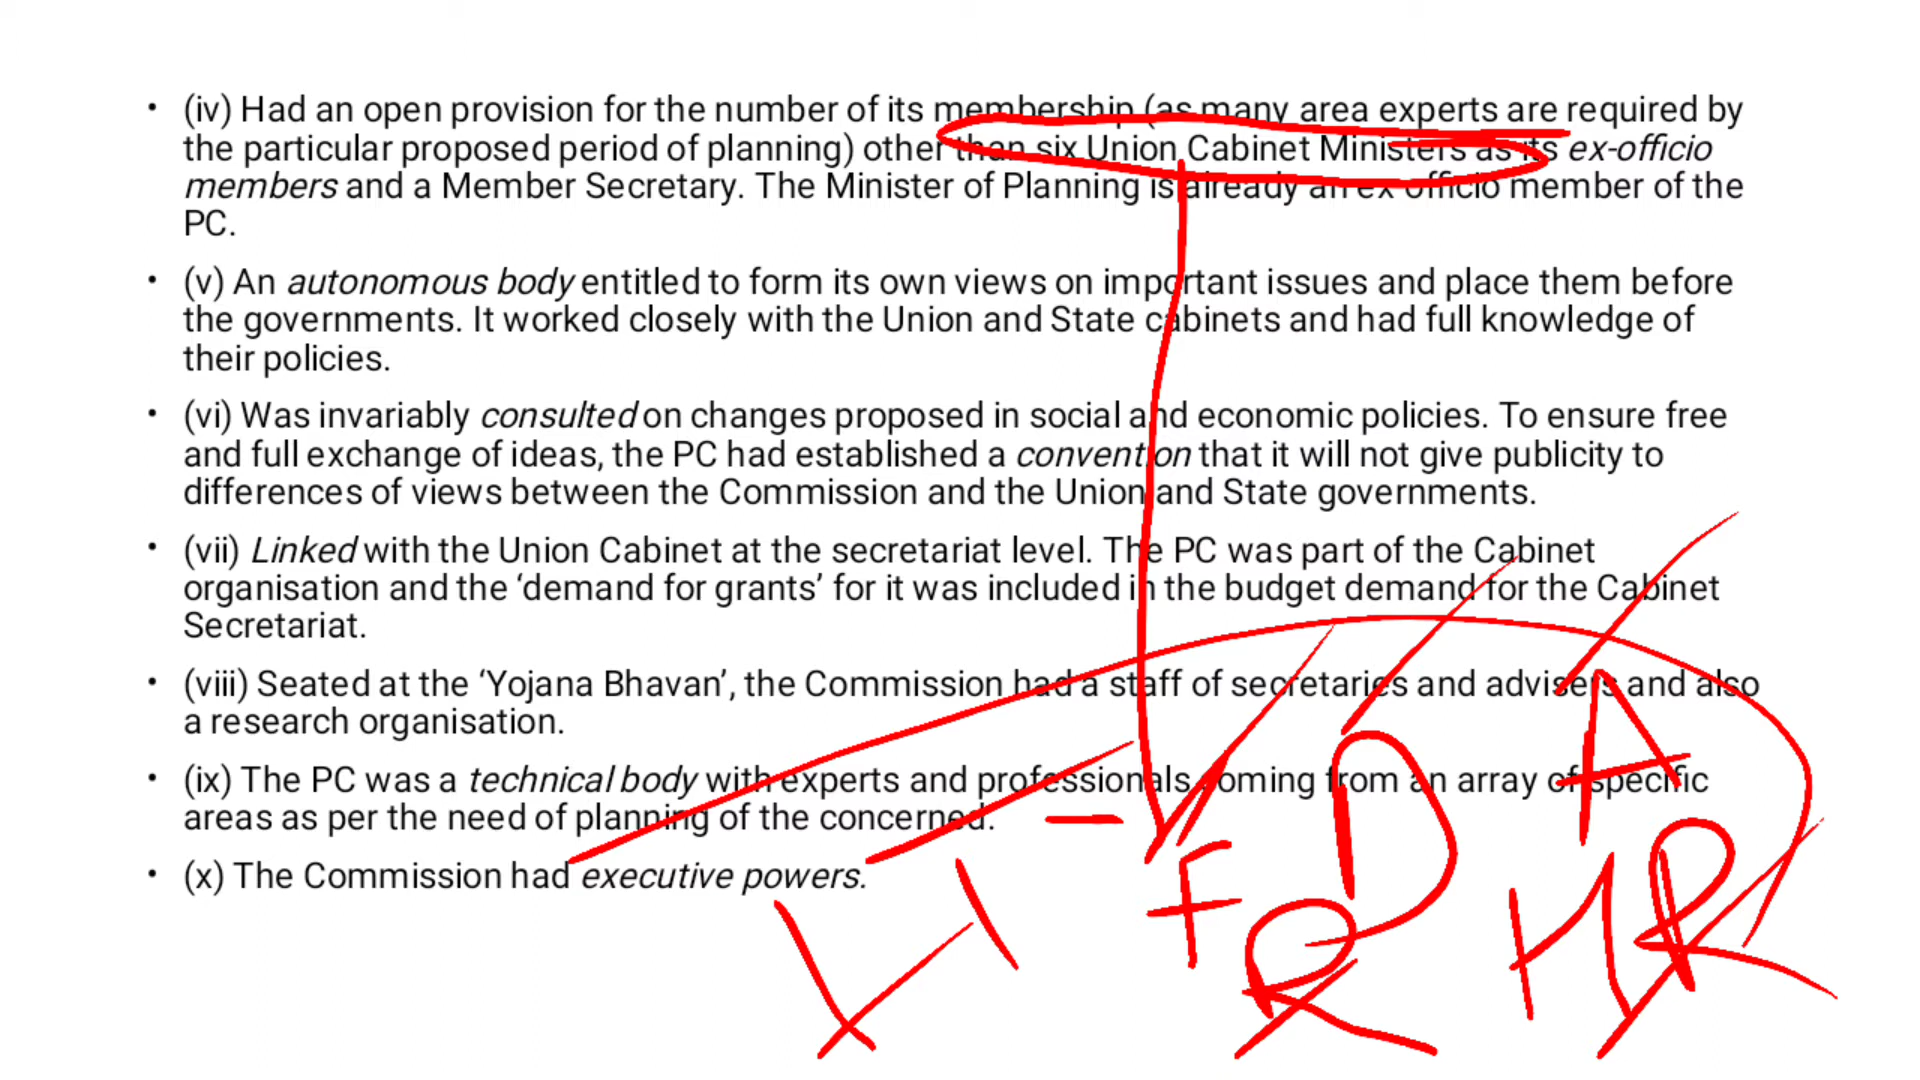 • (iv) Had an open provision for the number of its membership (as many area experts are required by
the particular proposed period of planning) other than six Union Cabinet Ministers as its ex-officio
members and a Member Secretary. The Minister of Planning is already an ex officio member of the
PC.
• (v) An autonomous body entitled to form its own views on important issues and place them before
the governments. It worked closely with the Union and State cabinets and had full knowledge of
their policies.
• (vi) Was invariably consulted on changes proposed in social and economic policies. To ensure free
and full exchange of ideas, the PC had established a convention that it will not give publicity to
differences of views between the Commission and the Union and State governments.
• (vii) Linked with the Union Cabinet at the secretariat level. The PC was part of the Cabinet
organisation and the ‘demand for grants’ for it was included in the budget demand for the Cabinet
Secretariat.
• (viii) Seated at the ‘Yojana Bhavan’, the Commission had a staff of secretaries and advisers and also
a research organisation.
• (ix) The PC was a technical body with experts and professionals coming from an array of specific
areas as per the need of planning of the concerned.
• (x) The Commission had executive powers.
F D A
R HR